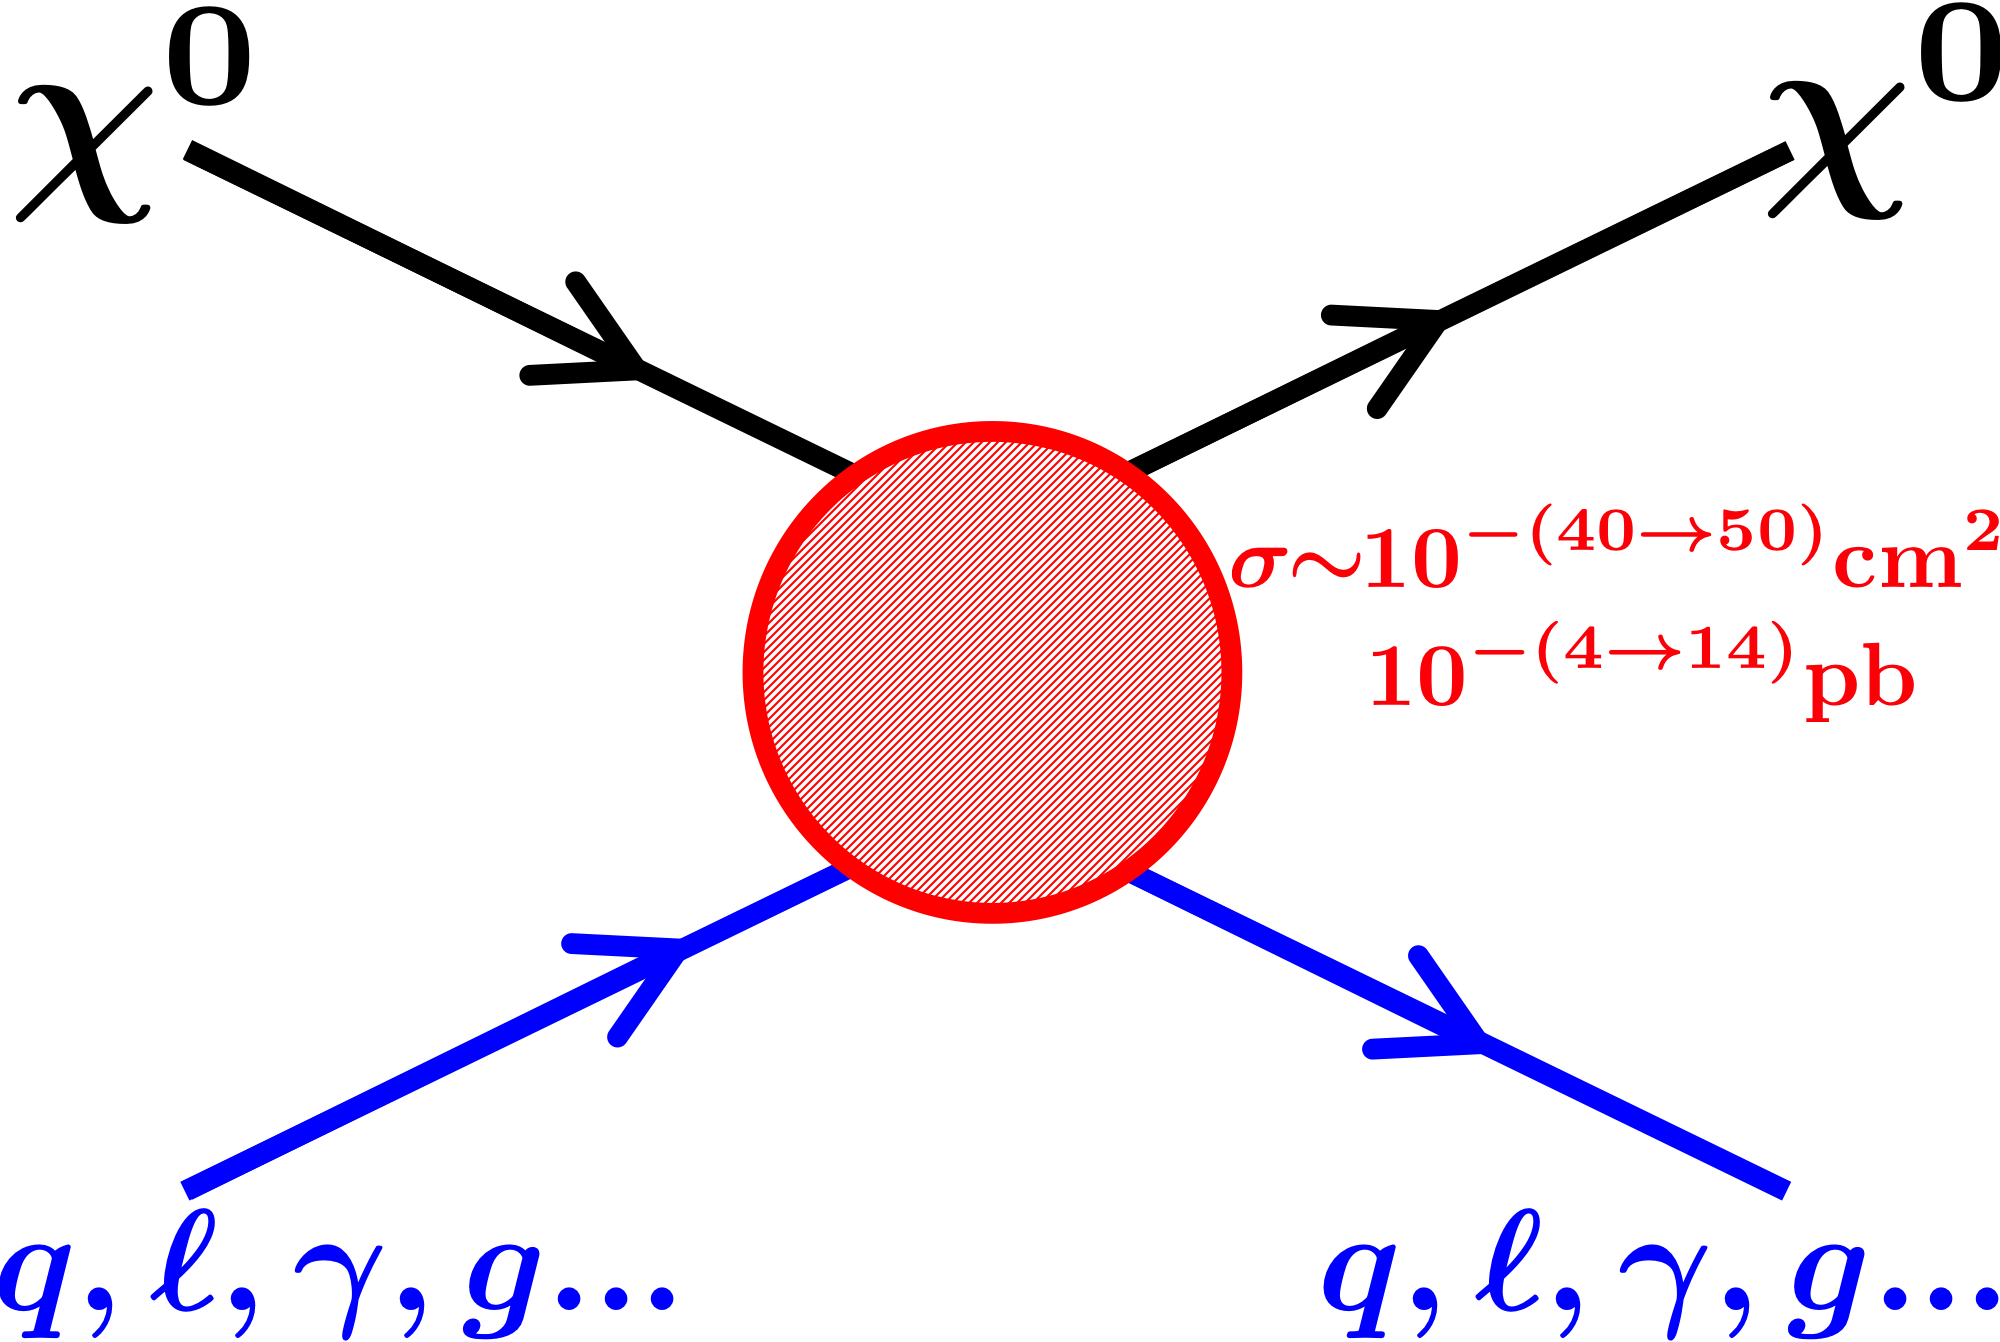 χ⁰ χ⁰
σ∼10⁻⁽⁴⁰→⁵⁰⁾cm²
10⁻⁽⁴→¹⁴⁾pb
q, ℓ, γ, g... q, ℓ, γ, g...